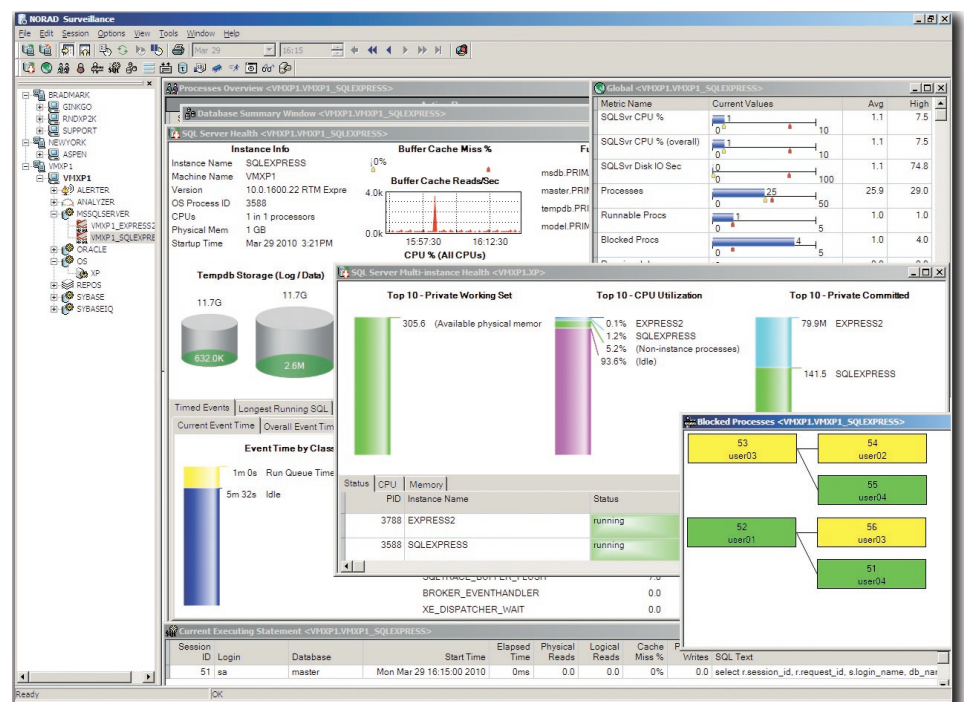 NORAD Surveillance
File Edit Session Options View Tools Window Help
Mar 29 16:15
BRADMARK
GINKGO
RNDXP2K
SUPPORT
NEWYORK
ASPEN
VMXP1
VMXP1
ALERTER
ANALYZER
MSSQLSERVER
VMXP1_EXPRESS2
VMXP1_SQLEXPRE
ORACLE
OS
XP
REPOS
SYBASE
SYBASEIQ
Processes Overview <VMXP1.VMXP1_SQLEXPRESS>
Database Summary Window <VMXP1.VMXP1_SQLEXPRESS>
SQL Server Health <VMXP1.VMXP1_SQLEXPRESS>
Instance Info
Instance Name SQLEXPRESS
Machine Name VMXP1
Version 10.0.1600.22 RTM Expre
OS Process ID 3588
CPUs 1 in 1 processors
Physical Mem 1 GB
Startup Time Mar 29 2010 3:21PM
Buffer Cache Miss %
0%
Buffer Cache Reads/Sec
4.0k
0.0k
15:57:30 16:12:30
CPU % (All CPUs)
Fu
msdb.PRIM
master.PRIM
tempdb.PRI
model.PRIM
Tempdb Storage (Log / Data)
11.7G 11.7G
632.0K 2.6M
Timed Events Longest Running SQL
Current Event Time Overall Event Tim
Event Time by Class
1m 0s Run Queue Time
5m 32s Idle
BROKER_EVENTHANDLER 0.0
XE_DISPATCHER_WAIT 0.0
Global <VMXP1.VMXP1_SQLEXPRESS>
Metric Name Current Values Avg High
SQLSvr CPU % 1 0 10 1.1 7.5
SQLSvr CPU % (overall) 1 0 10 1.1 7.5
SQLSvr Disk IO Sec 0 0 100 1.1 74.8
Processes 25 0 50 25.9 29.0
Runnable Procs 1 0 5 1.0 1.0
Blocked Procs 4 0 5 1.0 4.0
SQL Server Multi-instance Health <VMXP1.XP>
Top 10 - Private Working Set
305.6 (Available physical memor
Top 10 - CPU Utilization
0.1% EXPRESS2
1.2% SQLEXPRESS
5.2% (Non-instance processes)
93.6% (Idle)
Top 10 - Private Committed
79.9M EXPRESS2
141.5 SQLEXPRESS
Status CPU Memory
PID Instance Name Status
3788 EXPRESS2 running
3588 SQLEXPRESS running
Blocked Processes <VMXP1.VMXP1_SQLEXPRESS>
53
user03
54
user02
55
user04
52
user01
56
user03
51
user04
Current Executing Statement <VMXP1.VMXP1_SQLEXPRESS>
Session Elapsed Physical Logical Cache P
ID Login Database Start Time Time Reads Reads Miss % Writes SQL Text
51 sa master Mon Mar 29 16:15:00 2010 0ms 0.0 0.0 0% 0.0 select r.session_id, r.request_id, s.login_name, db_nar
Ready OK